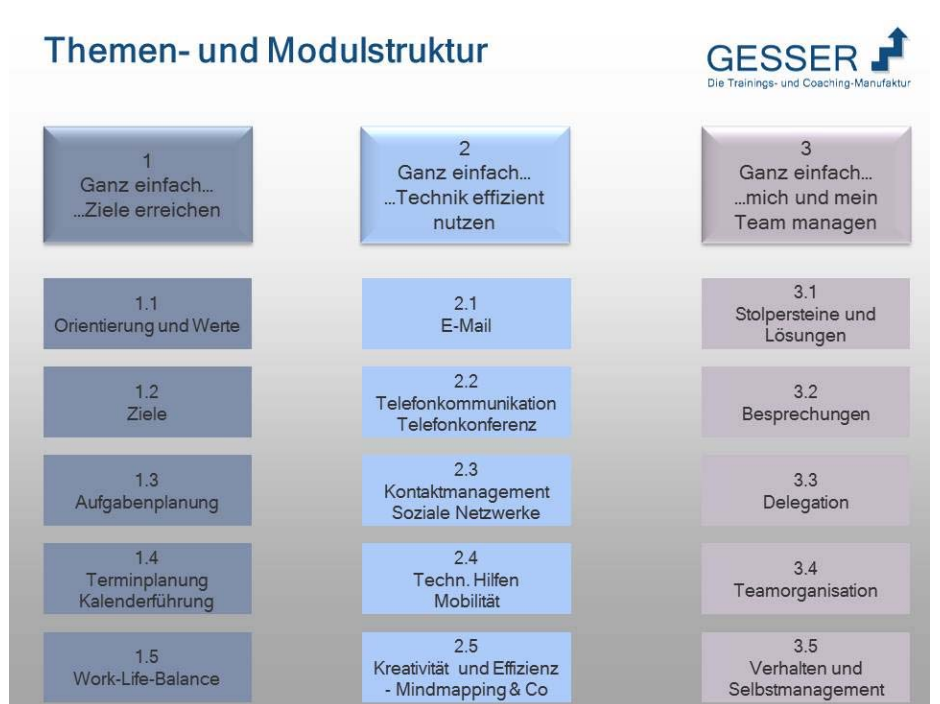 Themen- und Modulstruktur
GESSER
Die Trainings- und Coaching-Manufaktur
1
Ganz einfach...
...Ziele erreichen
1.1
Orientierung und Werte
1.2
Ziele
1.3
Aufgabenplanung
1.4
Terminplanung
Kalenderführung
1.5
Work-Life-Balance
2
Ganz einfach...
...Technik effizient
nutzen
2.1
E-Mail
2.2
Telefonkommunikation
Telefonkonferenz
2.3
Kontaktmanagement
Soziale Netzwerke
2.4
Techn. Hilfen
Mobilität
2.5
Kreativität und Effizienz
- Mindmapping & Co
3
Ganz einfach...
...mich und mein
Team managen
3.1
Stolpersteine und
Lösungen
3.2
Besprechungen
3.3
Delegation
3.4
Teamorganisation
3.5
Verhalten und
Selbstmanagement